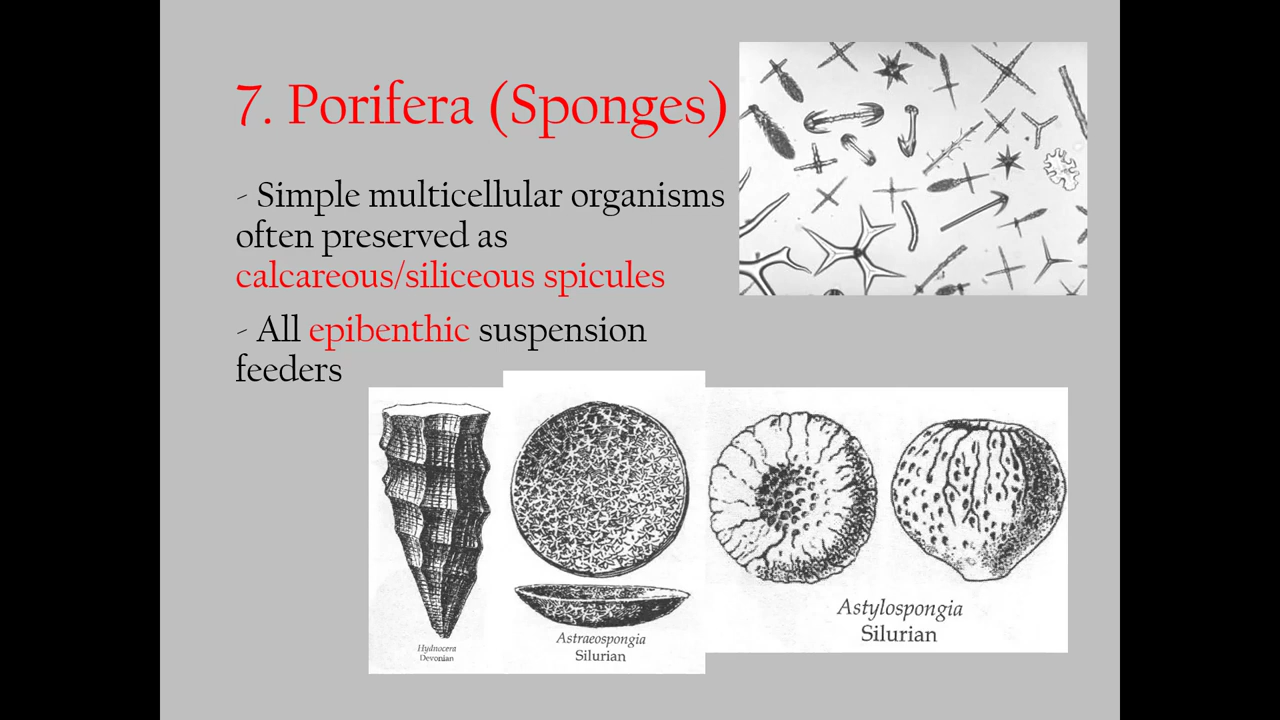 7. Porifera (Sponges)
- Simple multicellular organisms
often preserved as
calcareous/siliceous spicules
- All epibenthic suspension
feeders
Hydnocera
Devonian
Astraeospongia
Silurian
Astylospongia
Silurian